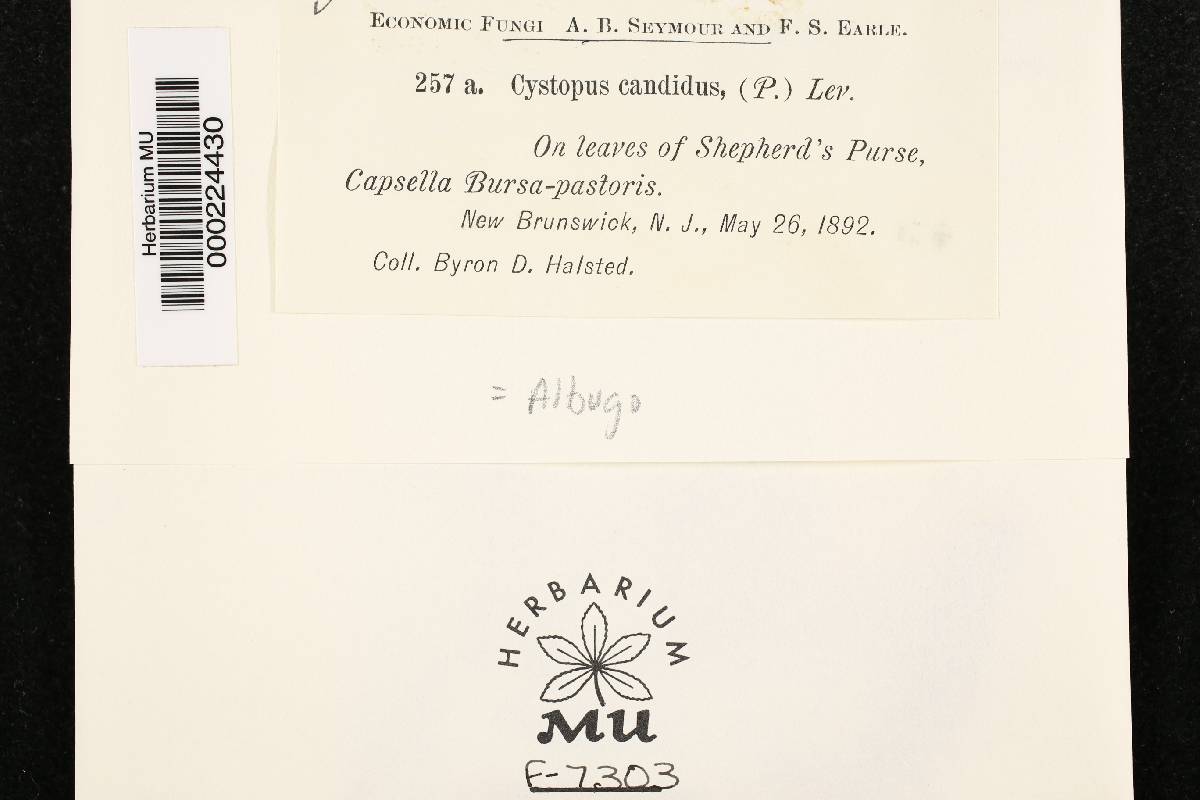 Economic Fungi A. B. Seymour and F. S. Earle.
257 a. Cystopus candidus, (P.) Lev.
On leaves of Shepherd's Purse,
Capsella Bursa-pastoris.
New Brunswick, N. J., May 26, 1892.
Coll. Byron D. Halsted.
Herbarium MU
000224430
= Albugo
HERBARIUM
MU
F-7303